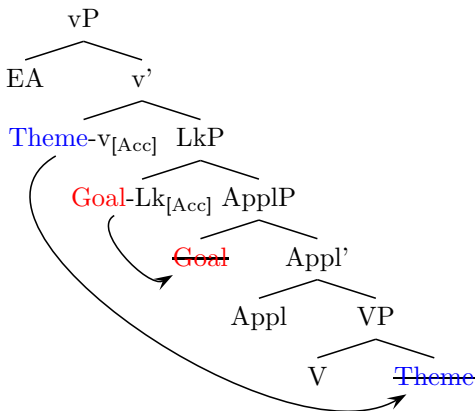 vP
EA v'
Theme-v[Acc] LkP
Goal-Lk[Acc] ApplP
Goal Appl'
Appl VP
V Theme